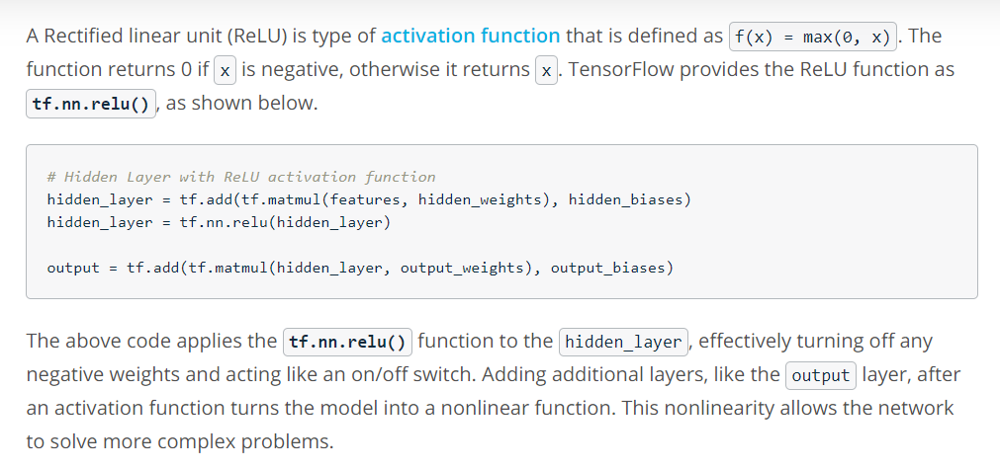 A Rectified linear unit (ReLU) is type of activation function that is defined as f(x) = max(0, x). The
function returns 0 if x is negative, otherwise it returns x. TensorFlow provides the ReLU function as
tf.nn.relu(), as shown below.
# Hidden Layer with ReLU activation function
hidden_layer = tf.add(tf.matmul(features, hidden_weights), hidden_biases)
hidden_layer = tf.nn.relu(hidden_layer)
output = tf.add(tf.matmul(hidden_layer, output_weights), output_biases)
The above code applies the tf.nn.relu() function to the hidden_layer, effectively turning off any
negative weights and acting like an on/off switch. Adding additional layers, like the output layer, after
an activation function turns the model into a nonlinear function. This nonlinearity allows the network
to solve more complex problems.